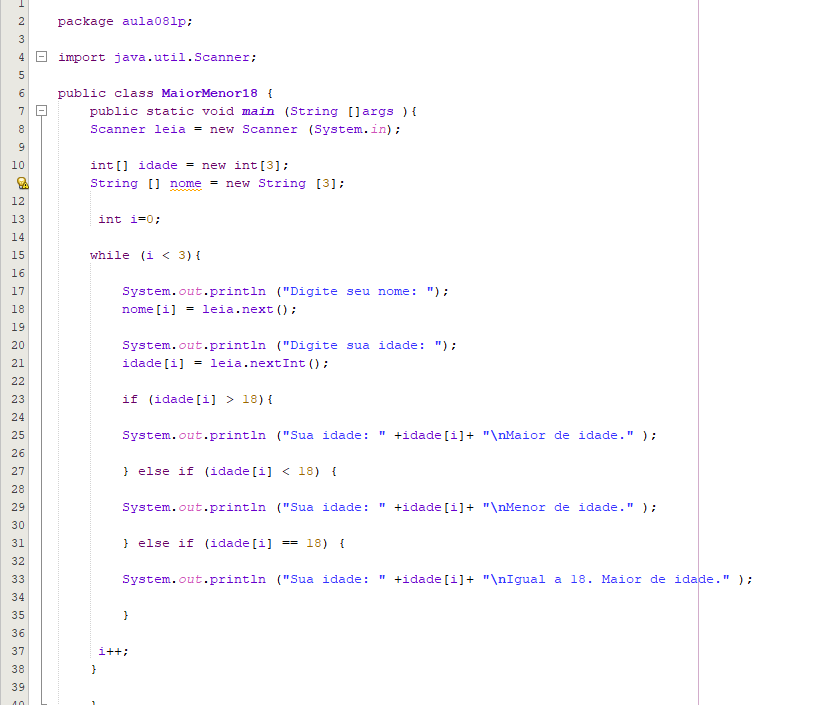 1
2 package aula08lp;
3
4 import java.util.Scanner;
5
6 public class MaiorMenor18 {
7 public static void main (String []args ){
8 Scanner leia = new Scanner (System.in);
9
10 int[] idade = new int[3];
String [] nome = new String [3];
12
13 int i=0;
14
15 while (i < 3){
16
17 System.out.println ("Digite seu nome: ");
18 nome[i] = leia.next();
19
20 System.out.println ("Digite sua idade: ");
21 idade[i] = leia.nextInt();
22
23 if (idade[i] > 18){
24
25 System.out.println ("Sua idade: " +idade[i]+ "\nMaior de idade." );
26
27 } else if (idade[i] < 18) {
28
29 System.out.println ("Sua idade: " +idade[i]+ "\nMenor de idade." );
30
31 } else if (idade[i] == 18) {
32
33 System.out.println ("Sua idade: " +idade[i]+ "\nIgual a 18. Maior de idade." );
34
35 }
36
37 i++;
38 }
39
40 }